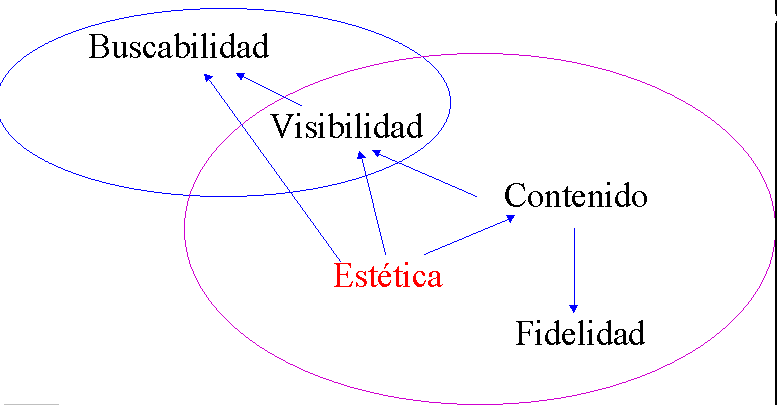 Buscabilidad
Visibilidad
Contenido
Estética
Fidelidad